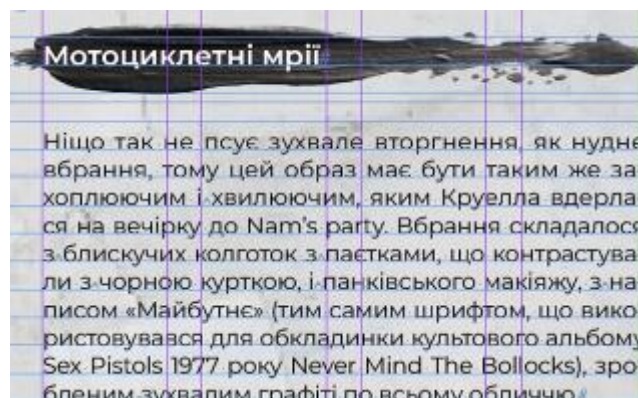 Мотоциклетні мрії
Ніщо так не псує зухвале вторгнення, як нудне
вбрання, тому цей образ має бути таким же за-
хоплюючим і хвилюючим, яким Круелла вдерла-
ся на вечірку до Nam’s party. Вбрання складалося
з блискучих колготок з паєтками, що контрастува-
ли з чорною курткою, і панківського макіяжу, з на-
писом «Майбутнє» (тим самим шрифтом, що вико-
ристовувався для обкладинки культового альбому
Sex Pistols 1977 року Never Mind The Bollocks), зро-
бленим зухвалим графіті по всьому обличчю.